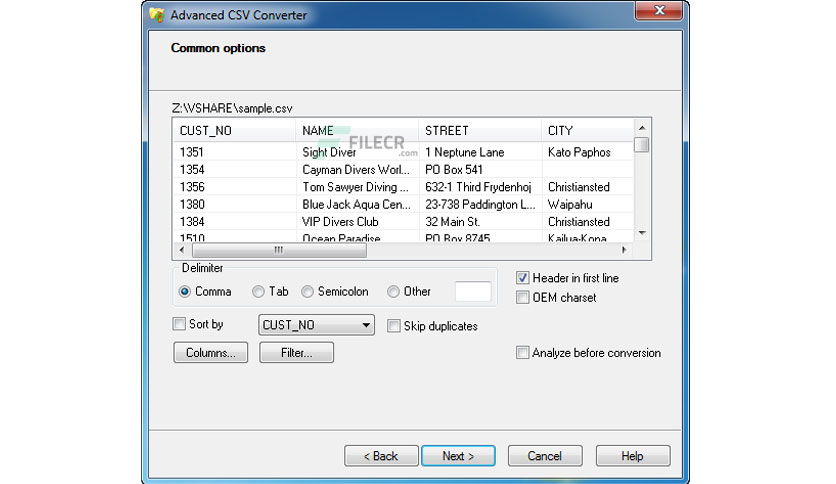 Advanced CSV Converter
Common options
Z:\VSHARE\sample.csv
CUST_NO NAME STREET CITY
FILECR
.com
1351 Sight Diver 1 Neptune Lane Kato Paphos
1354 Cayman Divers Worl... PO Box 541
1356 Tom Sawyer Diving ... 632-1 Third Frydenhoj Christiansted
1380 Blue Jack Aqua Cen... 23-738 Paddington L... Waipahu
1384 VIP Divers Club 32 Main St. Christiansted
1510 Ocean Paradise PO Box 8745 Kailua-Kona
Delimiter
Comma Tab Semicolon Other
Header in first line
OEM charset
Sort by CUST_NO Skip duplicates
Columns... Filter... Analyze before conversion
< Back Next > Cancel Help